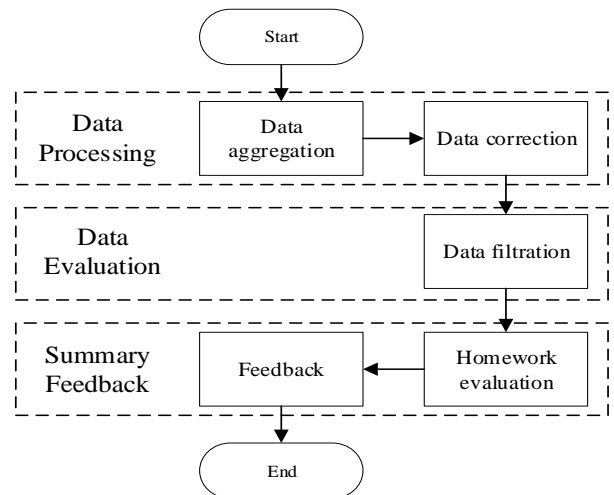 Start
Data
Processing
Data
aggregation
Data correction
Data
Evaluation
Data filtration
Summary
Feedback
Feedback
Homework
evaluation
End